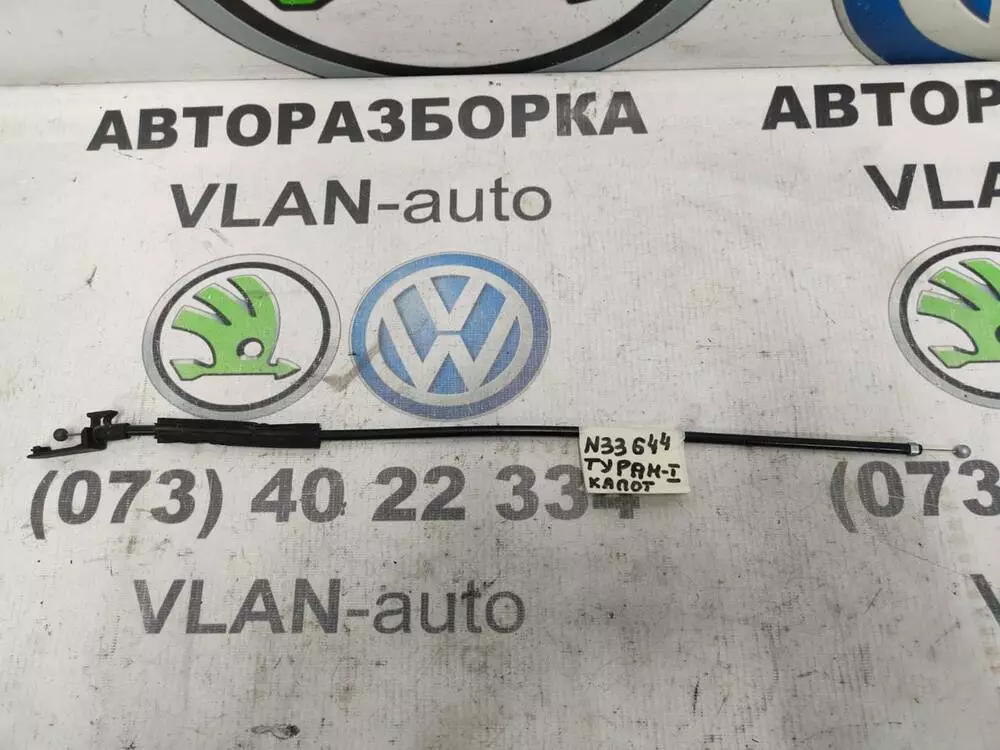 АВТОРАЗБОРКА
VLAN-auto
(073) 40 22 334
VLAN-auto
N33644
ТУРАН-I
КАПОТ
АВТОР
VLA
(073